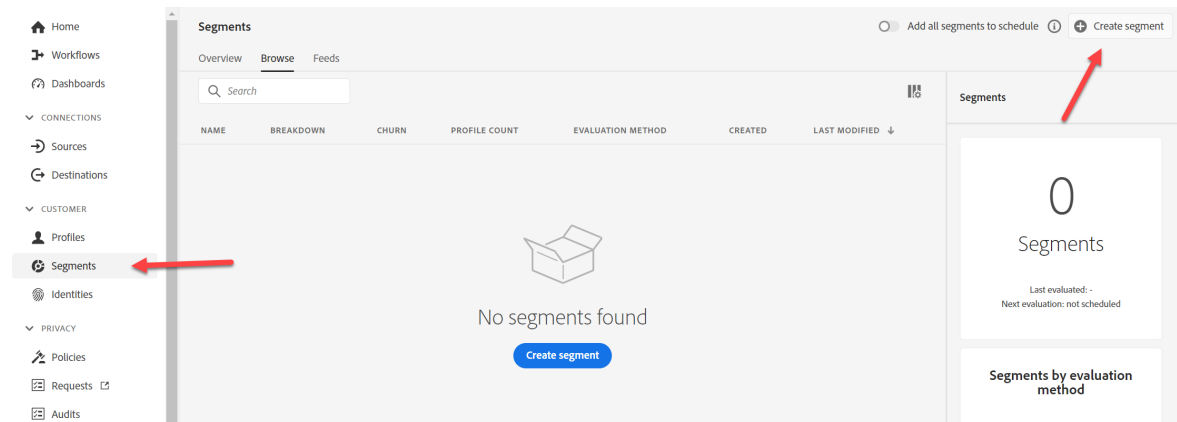 Home
Workflows
Dashboards
CONNECTIONS
Sources
Destinations
CUSTOMER
Profiles
Segments
Identities
PRIVACY
Policies
Requests
Audits
Segments
Add all segments to schedule
Create segment
Overview Browse Feeds
Search
NAME BREAKDOWN CHURN PROFILE COUNT EVALUATION METHOD CREATED LAST MODIFIED
No segments found
Create segment
Segments
0
Segments
Last evaluated: -
Next evaluation: not scheduled
Segments by evaluation
method